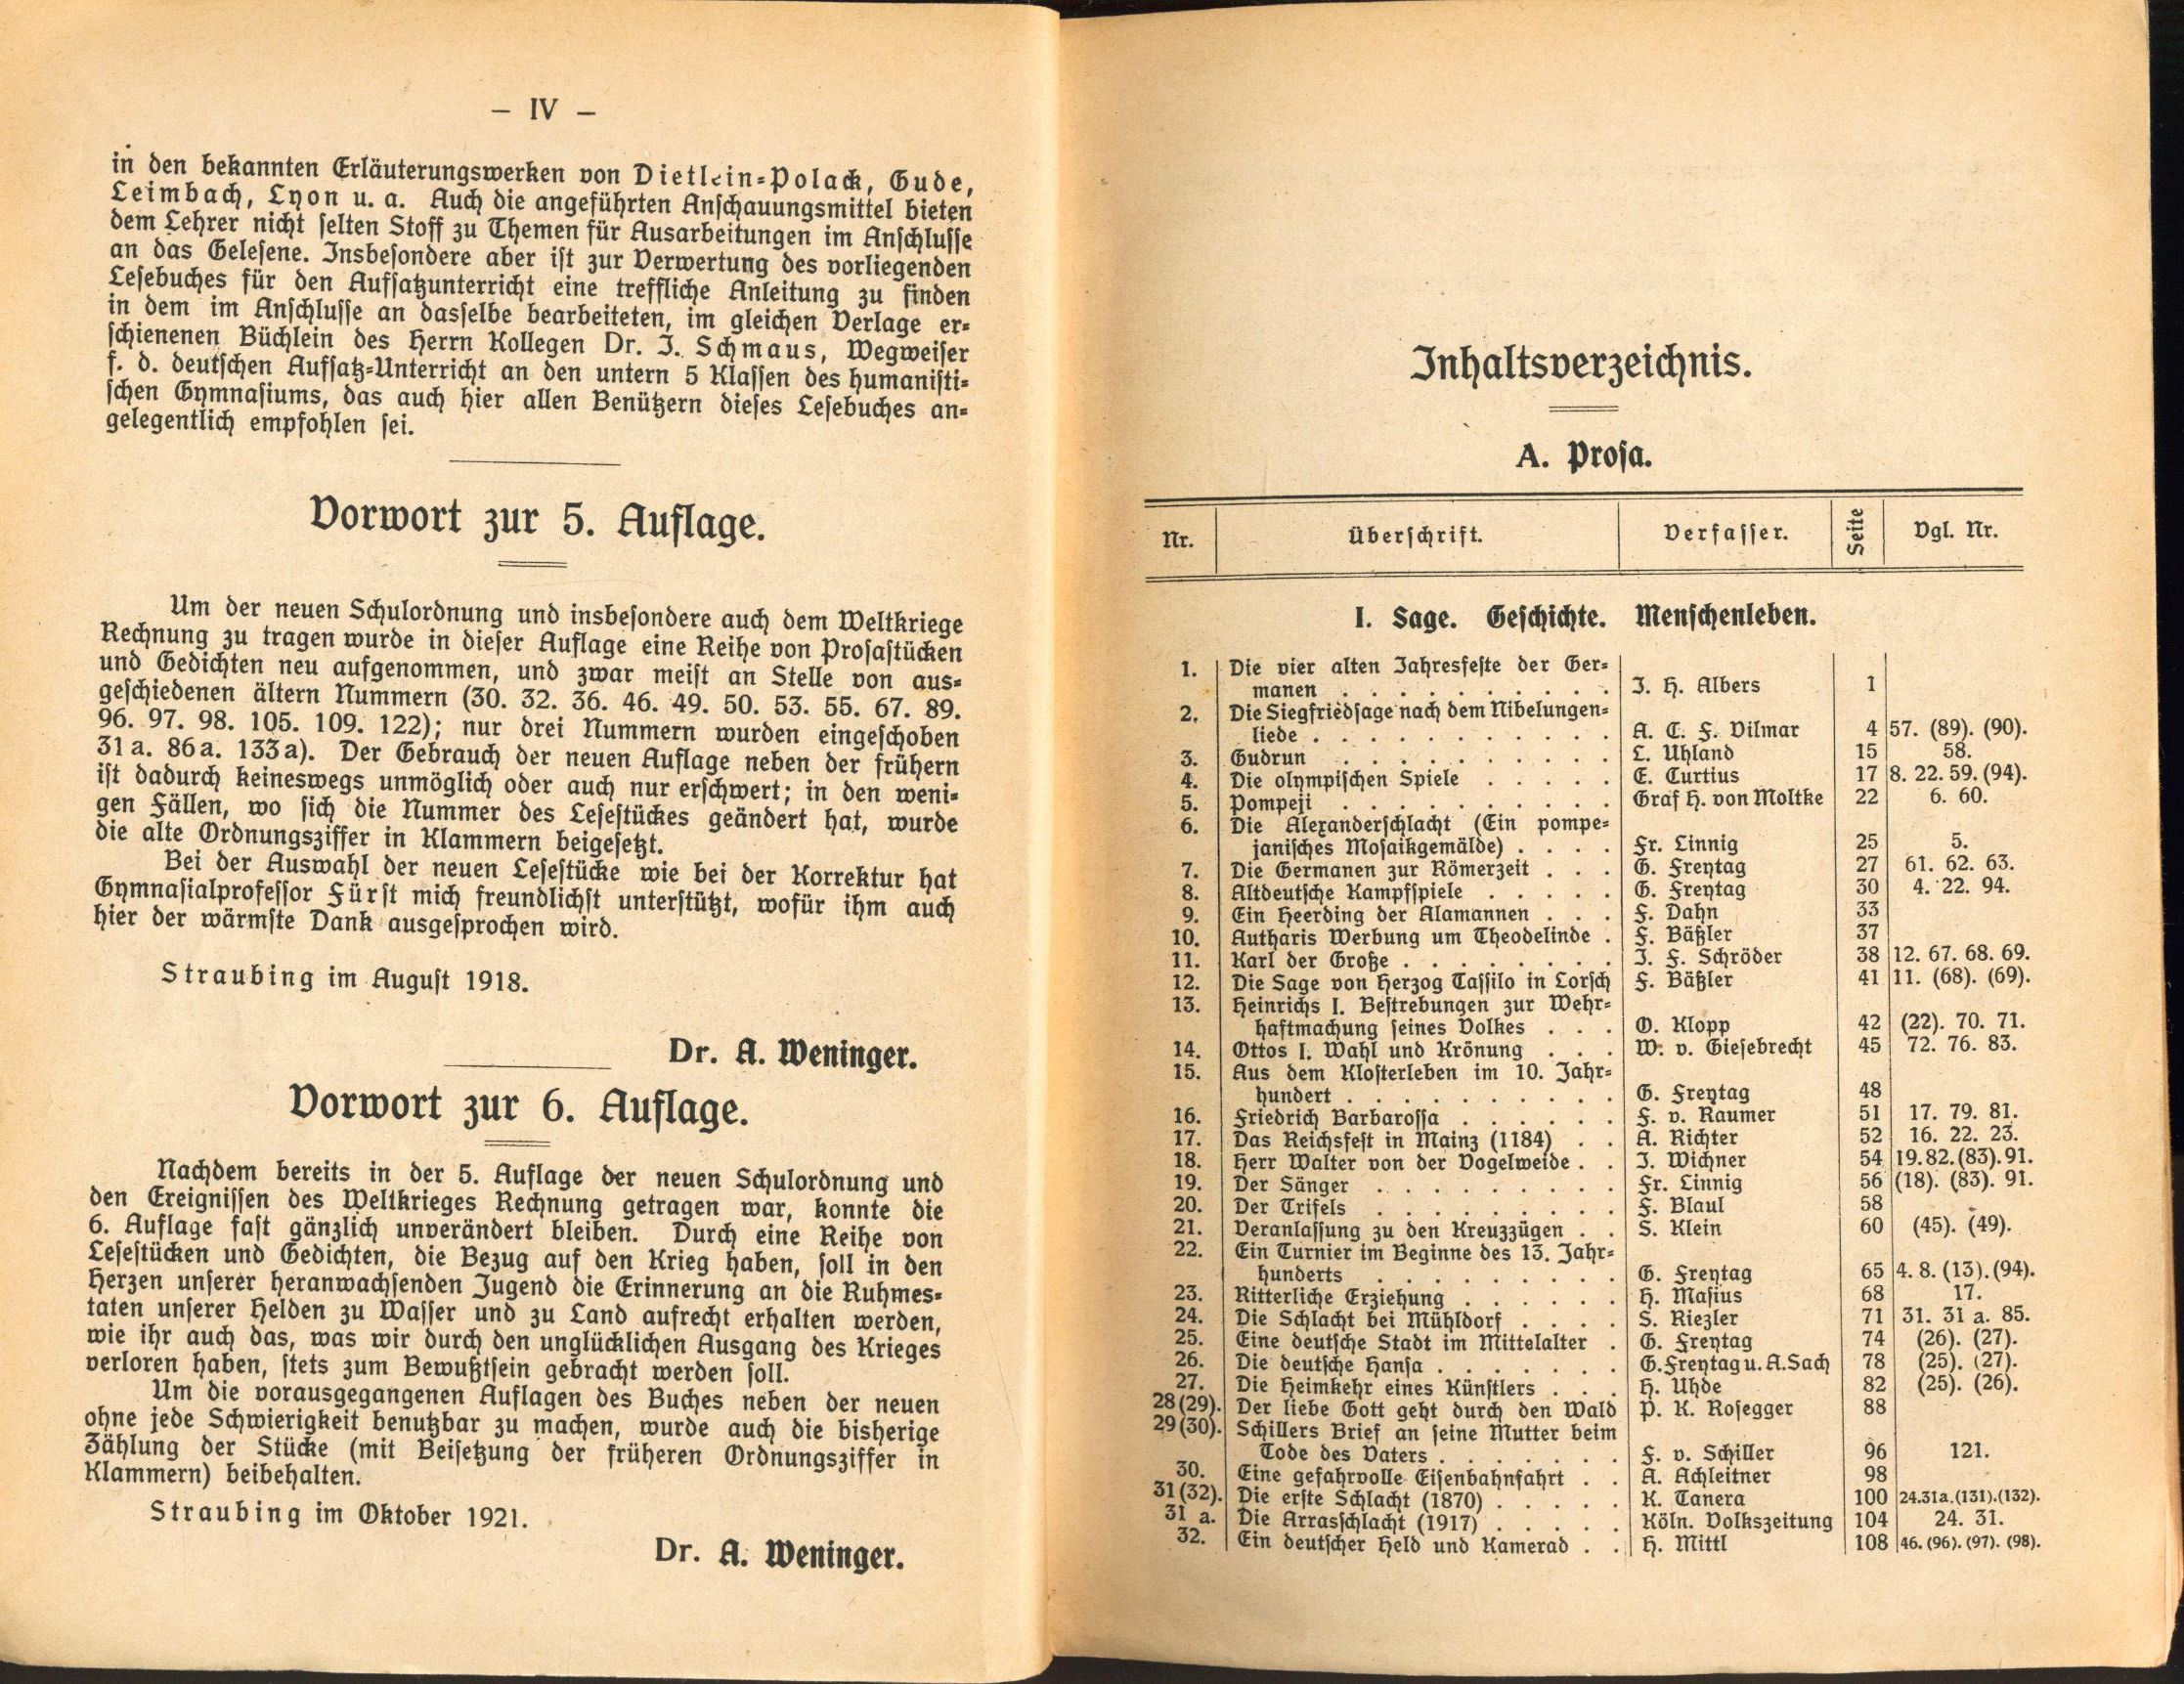 – IV –
in den bekannten Erläuterungswerken von Dietlein-Polack, Gude,
Leimbach, Lyon u. a. Auch die angeführten Anschauungsmittel bieten
dem Lehrer nicht selten Stoff zu Themen für Ausarbeitungen im Anschlusse
an das Gelesene. Insbesondere aber ist zur Verwertung des vorliegenden
Lesebuches für den Aufsatzunterricht eine treffliche Anleitung zu finden
in dem im Anschlusse an dasselbe bearbeiteten, im gleichen Verlage er-
schienenen Büchlein des Herrn Kollegen Dr. J. Schmaus, Wegweiser
f. d. deutschen Aufsatz-Unterricht an den untern 5 Klassen des humanisti-
schen Gymnasiums, das auch hier allen Benützern dieses Lesebuches an-
gelegentlich empfohlen sei.
Vorwort zur 5. Auflage.
Um der neuen Schulordnung und insbesondere auch dem Weltkriege
Rechnung zu tragen wurde in dieser Auflage eine Reihe von Prosastücken
und Gedichten neu aufgenommen, und zwar meist an Stelle von aus-
geschiedenen ältern Nummern (30. 32. 36. 46. 49. 50. 53. 55. 67. 89.
96. 97. 98. 105. 109. 122); nur drei Nummern wurden eingeschoben
31a. 86a. 133a). Der Gebrauch der neuen Auflage neben der frühern
ist dadurch keineswegs unmöglich oder auch nur erschwert; in den weni-
gen Fällen, wo sich die Nummer des Lesestückes geändert hat, wurde
die alte Ordnungsziffer in Klammern beigesetzt.
Bei der Auswahl der neuen Lesestücke wie bei der Korrektur hat
Gymnasialprofessor Fürst mich freundlichst unterstützt, wofür ihm auch
hier der wärmste Dank ausgesprochen wird.
Straubing im August 1918.
Dr. A. Weninger.
Vorwort zur 6. Auflage.
Nachdem bereits in der 5. Auflage der neuen Schulordnung und
den Ereignissen des Weltkrieges Rechnung getragen war, konnte die
6. Auflage fast gänzlich unverändert bleiben. Durch eine Reihe von
Lesestücken und Gedichten, die Bezug auf den Krieg haben, soll in den
Herzen unserer heranwachsenden Jugend die Erinnerung an die Ruhmes-
taten unserer Helden zu Wasser und zu Land aufrecht erhalten werden,
wie ihr auch das, was wir durch den unglücklichen Ausgang des Krieges
verloren haben, stets zum Bewußtsein gebracht werden soll.
Um die vorausgegangenen Auflagen des Buches neben der neuen
ohne jede Schwierigkeit benutzbar zu machen, wurde auch die bisherige
Zählung der Stücke (mit Beisetzung der früheren Ordnungsziffer in
Klammern) beibehalten.
Straubing im Oktober 1921.
Dr. A. Weninger.
Inhaltsverzeichnis.
A. Prosa.
Nr. Überschrift. Verfasser. Seite Vgl. Nr.
I. Sage. Geschichte. Menschenleben.
1. Die vier alten Jahresfeste der Ger-
manen . . . . . . . . . . J. H. Albers 1
2. Die Siegfriedsage nach dem Nibelungen-
liede . . . . . . . . . . . A. C. F. Vilmar 4 57. (89). (90).
3. Gudrun . . . . . . . . . . L. Uhland 15 58.
4. Die olympischen Spiele . . . . . E. Curtius 17 8. 22. 59. (94).
5. Pompeji . . . . . . . . . . Graf H. von Moltke 22 6. 60.
6. Die Alexanderschlacht (Ein pompe-
janisches Mosaikgemälde) . . . . Fr. Linnig 25 5.
7. Die Germanen zur Römerzeit . . . G. Freytag 27 61. 62. 63.
8. Altdeutsche Kampfspiele . . . . . G. Freytag 30 4. 22. 94.
9. Ein Heerding der Alamannen . . . F. Dahn 33
10. Autharis Werbung um Theodelinde . F. Bäßler 37
11. Karl der Große . . . . . . . . J. F. Schröder 38 12. 67. 68. 69.
12. Die Sage von Herzog Tassilo in Lorsch F. Bäßler 41 11. (68). (69).
13. Heinrichs I. Bestrebungen zur Wehr-
haftmachung seines Volkes . . . O. Klopp 42 (22). 70. 71.
14. Ottos I. Wahl und Krönung . . . W. v. Giesebrecht 45 72. 76. 83.
15. Aus dem Klosterleben im 10. Jahr-
hundert . . . . . . . . . . G. Freytag 48
16. Friedrich Barbarossa . . . . . . F. v. Raumer 51 17. 79. 81.
17. Das Reichsfest in Mainz (1184) . . A. Richter 52 16. 22. 23.
18. Herr Walter von der Vogelweide . . J. Wichner 54 19. 82. (83). 91.
19. Der Sänger . . . . . . . . . Fr. Linnig 56 (18). (83). 91.
20. Der Trifels . . . . . . . . . F. Blaul 58
21. Veranlassung zu den Kreuzzügen . . S. Klein 60 (45). (49).
22. Ein Turnier im Beginne des 13. Jahr-
hunderts . . . . . . . . . G. Freytag 65 4. 8. (13). (94).
23. Ritterliche Erziehung . . . . . . H. Masius 68 17.
24. Die Schlacht bei Mühldorf . . . . S. Riezler 71 31. 31 a. 85.
25. Eine deutsche Stadt im Mittelalter . G. Freytag 74 (26). (27).
26. Die deutsche Hansa . . . . . . . G. Freytag u. A. Sach 78 (25). (27).
27. Die Heimkehr eines Künstlers . . . H. Uhde 82 (25). (26).
28 (29). Der liebe Gott geht durch den Wald P. K. Rosegger 88
29 (30). Schillers Brief an seine Mutter beim
Tode des Vaters . . . . . . . F. v. Schiller 96 121.
30. Eine gefahrvolle Eisenbahnfahrt . . A. Achleitner 98
31 (32). Die erste Schlacht (1870) . . . . . K. Tanera 100 24. 31a. (131). (132).
31 a. Die Arrasschlacht (1917) . . . . . Köln. Volkszeitung 104 24. 31.
32. Ein deutscher Held und Kamerad . . H. Mittl 108 46. (96). (97). (98).